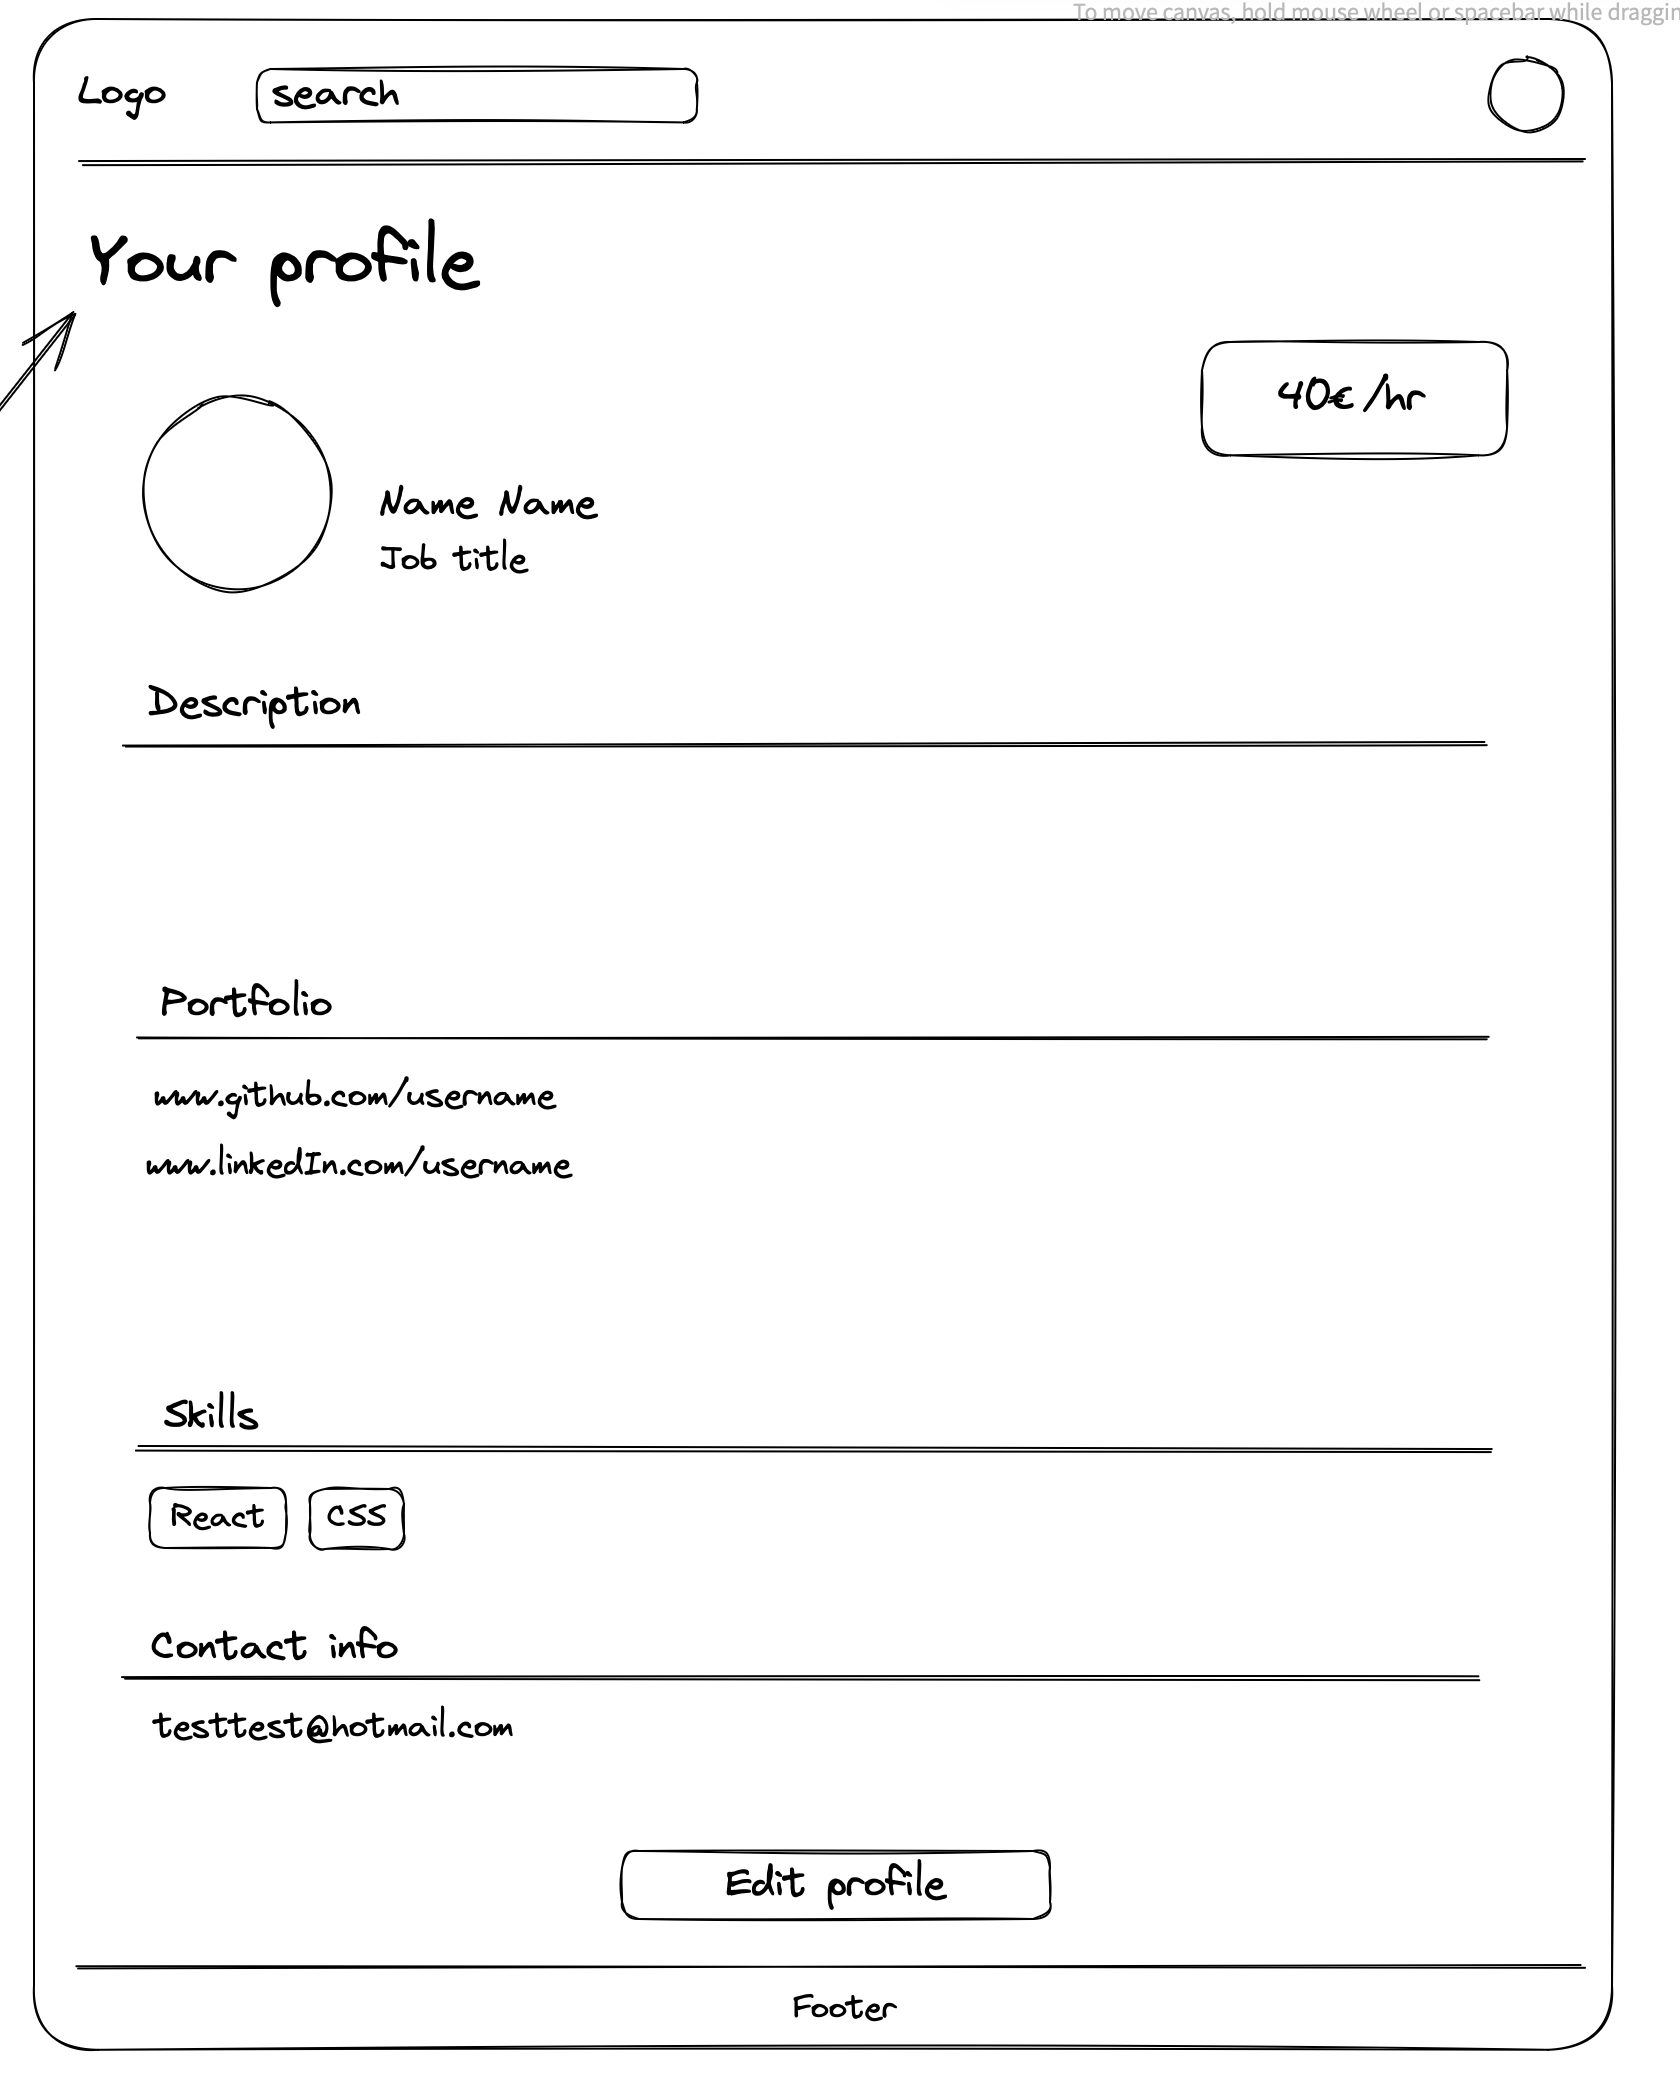 To move canvas, hold mouse wheel or spacebar while draggin
Logo
search
Your profile
40€/hr
Name Name
Job title
Description
Portfolio
www.github.com/username
www.linkedIn.com/username
Skills
React
CSS
Contact info
testtest@hotmail.com
Edit profile
Footer